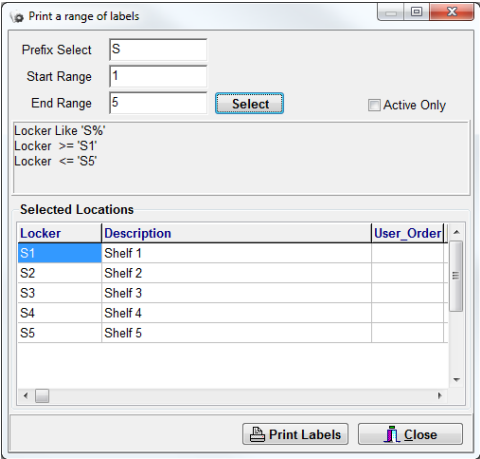 Print a range of labels
Prefix Select S
Start Range 1
End Range 5 Select Active Only
Locker Like 'S%'
Locker >= 'S1'
Locker <= 'S5'
Selected Locations
Locker Description User_Order
S1 Shelf 1
S2 Shelf 2
S3 Shelf 3
S4 Shelf 4
S5 Shelf 5
Print Labels Close